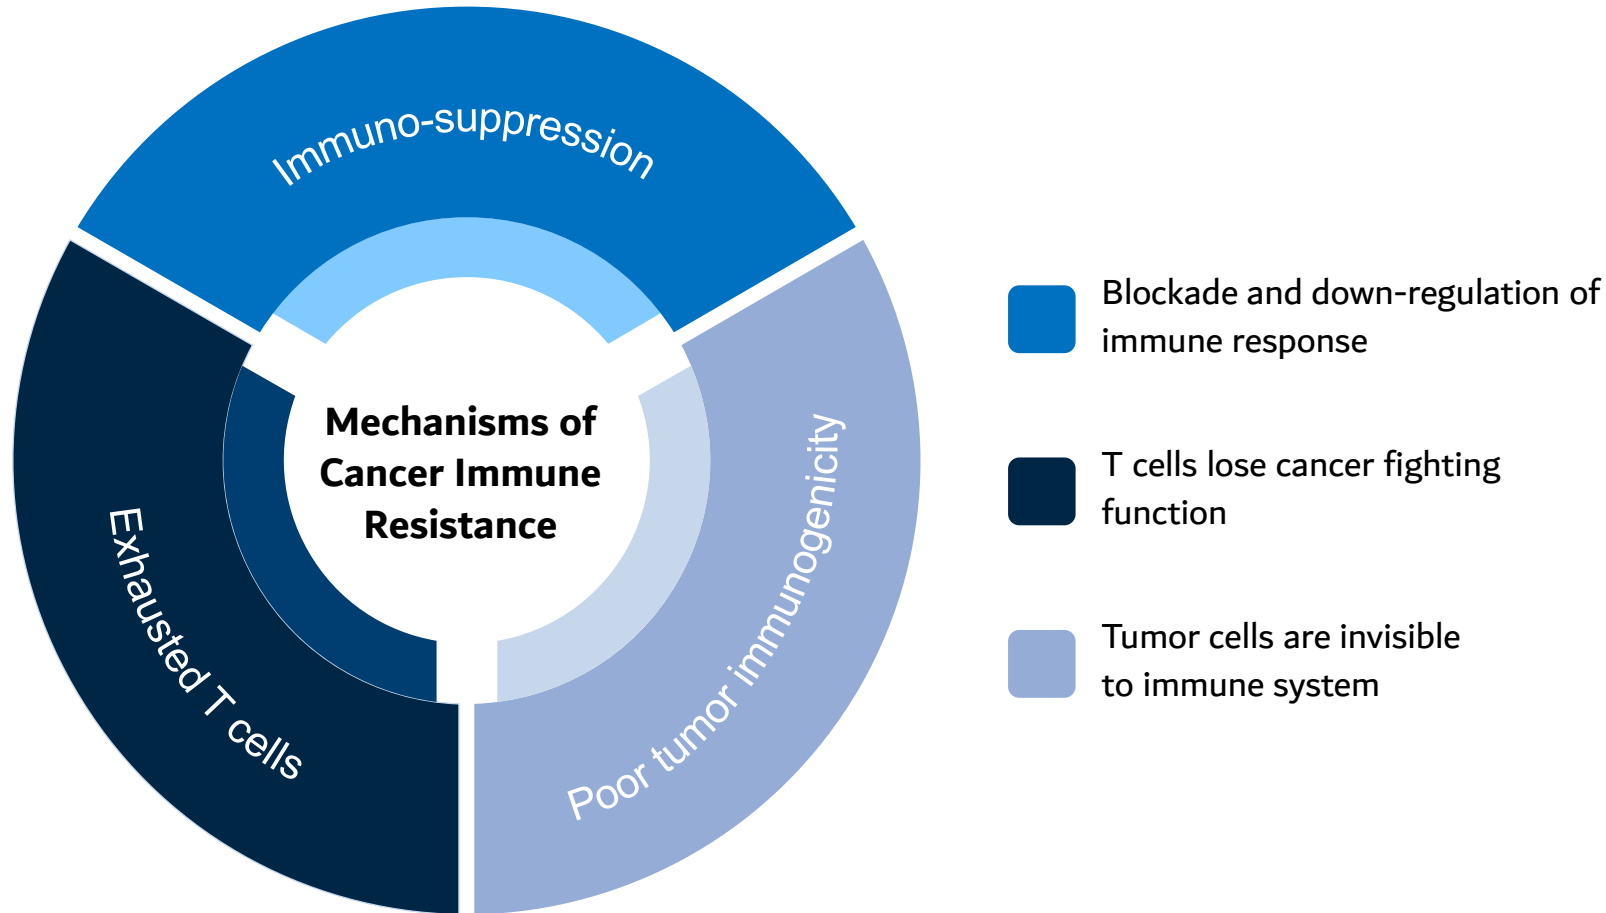 Immuno-suppression
Mechanisms of
Cancer Immune
Resistance
Exhausted T cells
Poor tumor immunogenicity
Blockade and down-regulation of
immune response
T cells lose cancer fighting
function
Tumor cells are invisible
to immune system